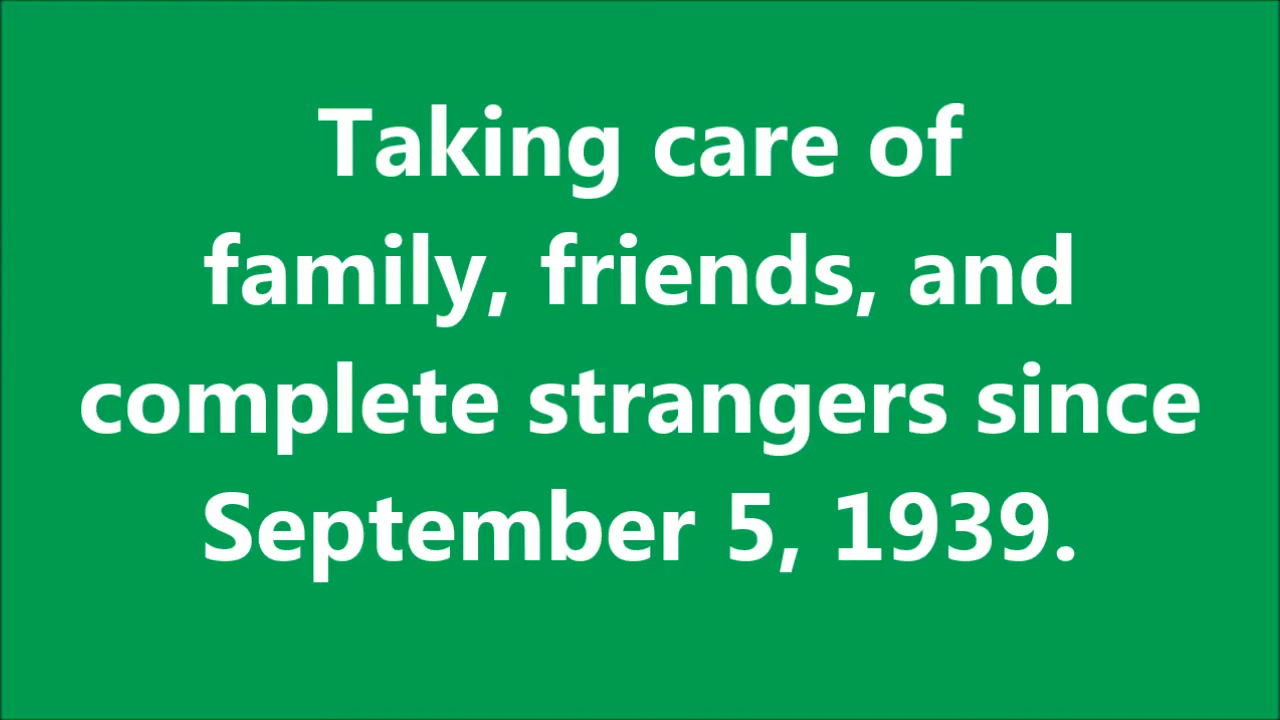 Taking care of
family, friends, and
complete strangers since
September 5, 1939.